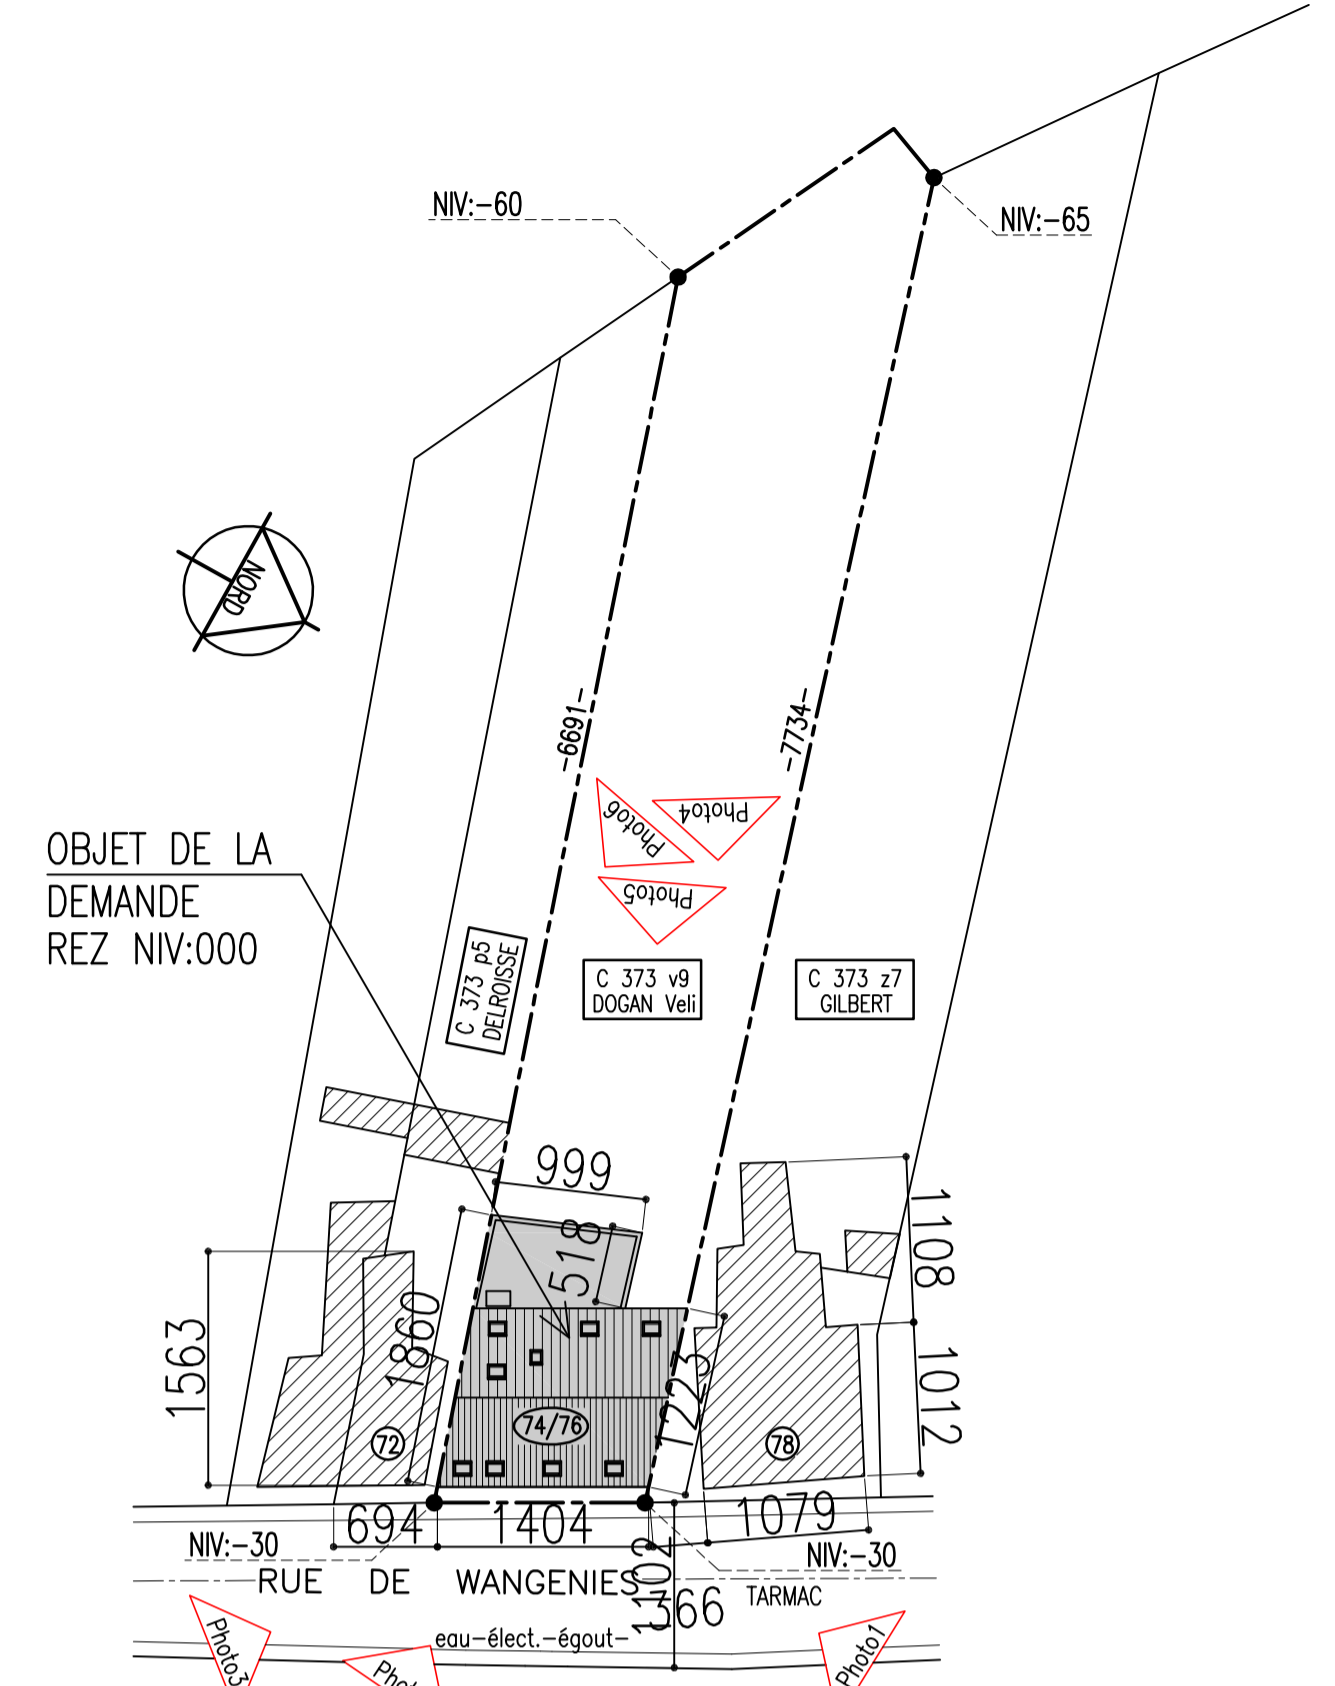 NIV:-60
NIV:-65
NORD
-6691-
-7734-
Photo6
Photo4
Photo5
OBJET DE LA
DEMANDE
REZ NIV:000
C 373 p5
DELROISSE
C 373 v9
DOGAN Veli
C 373 z7
GILBERT
999
518
1108
1860
1563
1223
1012
74/76
72
78
694
1404
1079
NIV:-30
NIV:-30
1102
RUE DE WANGENIES
366
TARMAC
eau-élect.-égout-
Photo3
Pho
Photo1